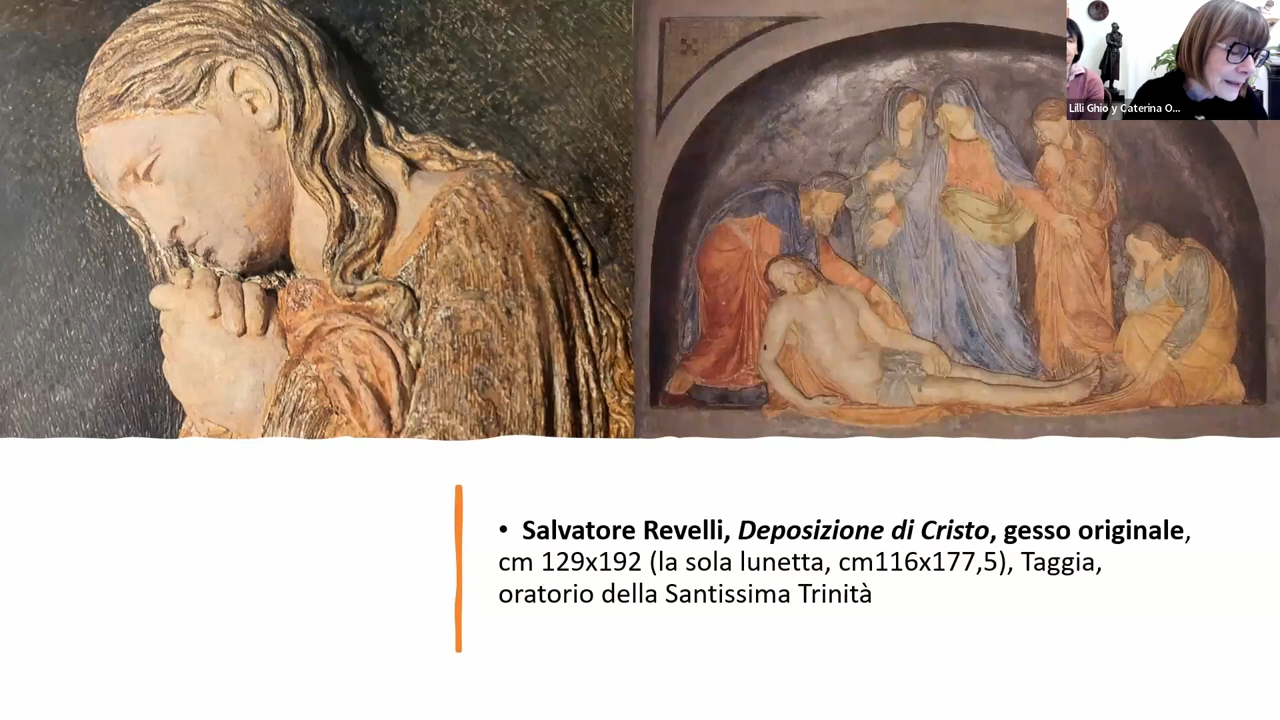 Lilli Ghio y Caterina O...
• Salvatore Revelli, Deposizione di Cristo, gesso originale,
cm 129x192 (la sola lunetta, cm116x177,5), Taggia,
oratorio della Santissima Trinità